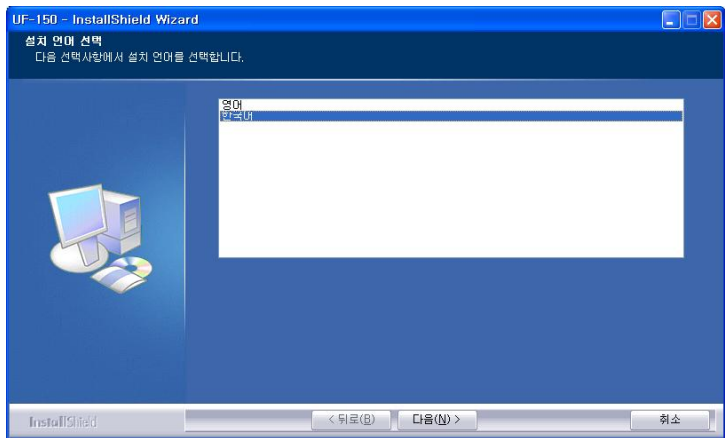 UF-150 - InstallShield Wizard
설치 언어 선택
다음 선택사항에서 설치 언어를 선택합니다.
영어
한국어
InstallShield
< 뒤로(B)
다음(N) >
취소